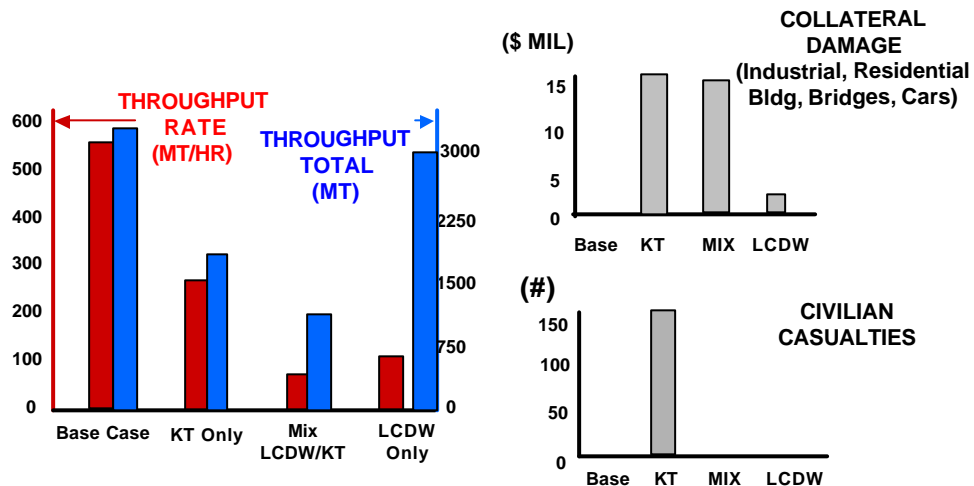 THROUGHPUT
RATE
(MT/HR)
THROUGHPUT
TOTAL
(MT)
600
500
400
300
200
100
0
3000
2250
1500
750
0
Base Case
KT Only
Mix
LCDW/KT
LCDW
Only
($ MIL)
COLLATERAL
DAMAGE
(Industrial, Residential
Bldg, Bridges, Cars)
15
10
5
0
Base
KT
MIX
LCDW
(#)
CIVILIAN
CASUALTIES
150
100
50
0
Base
KT
MIX
LCDW